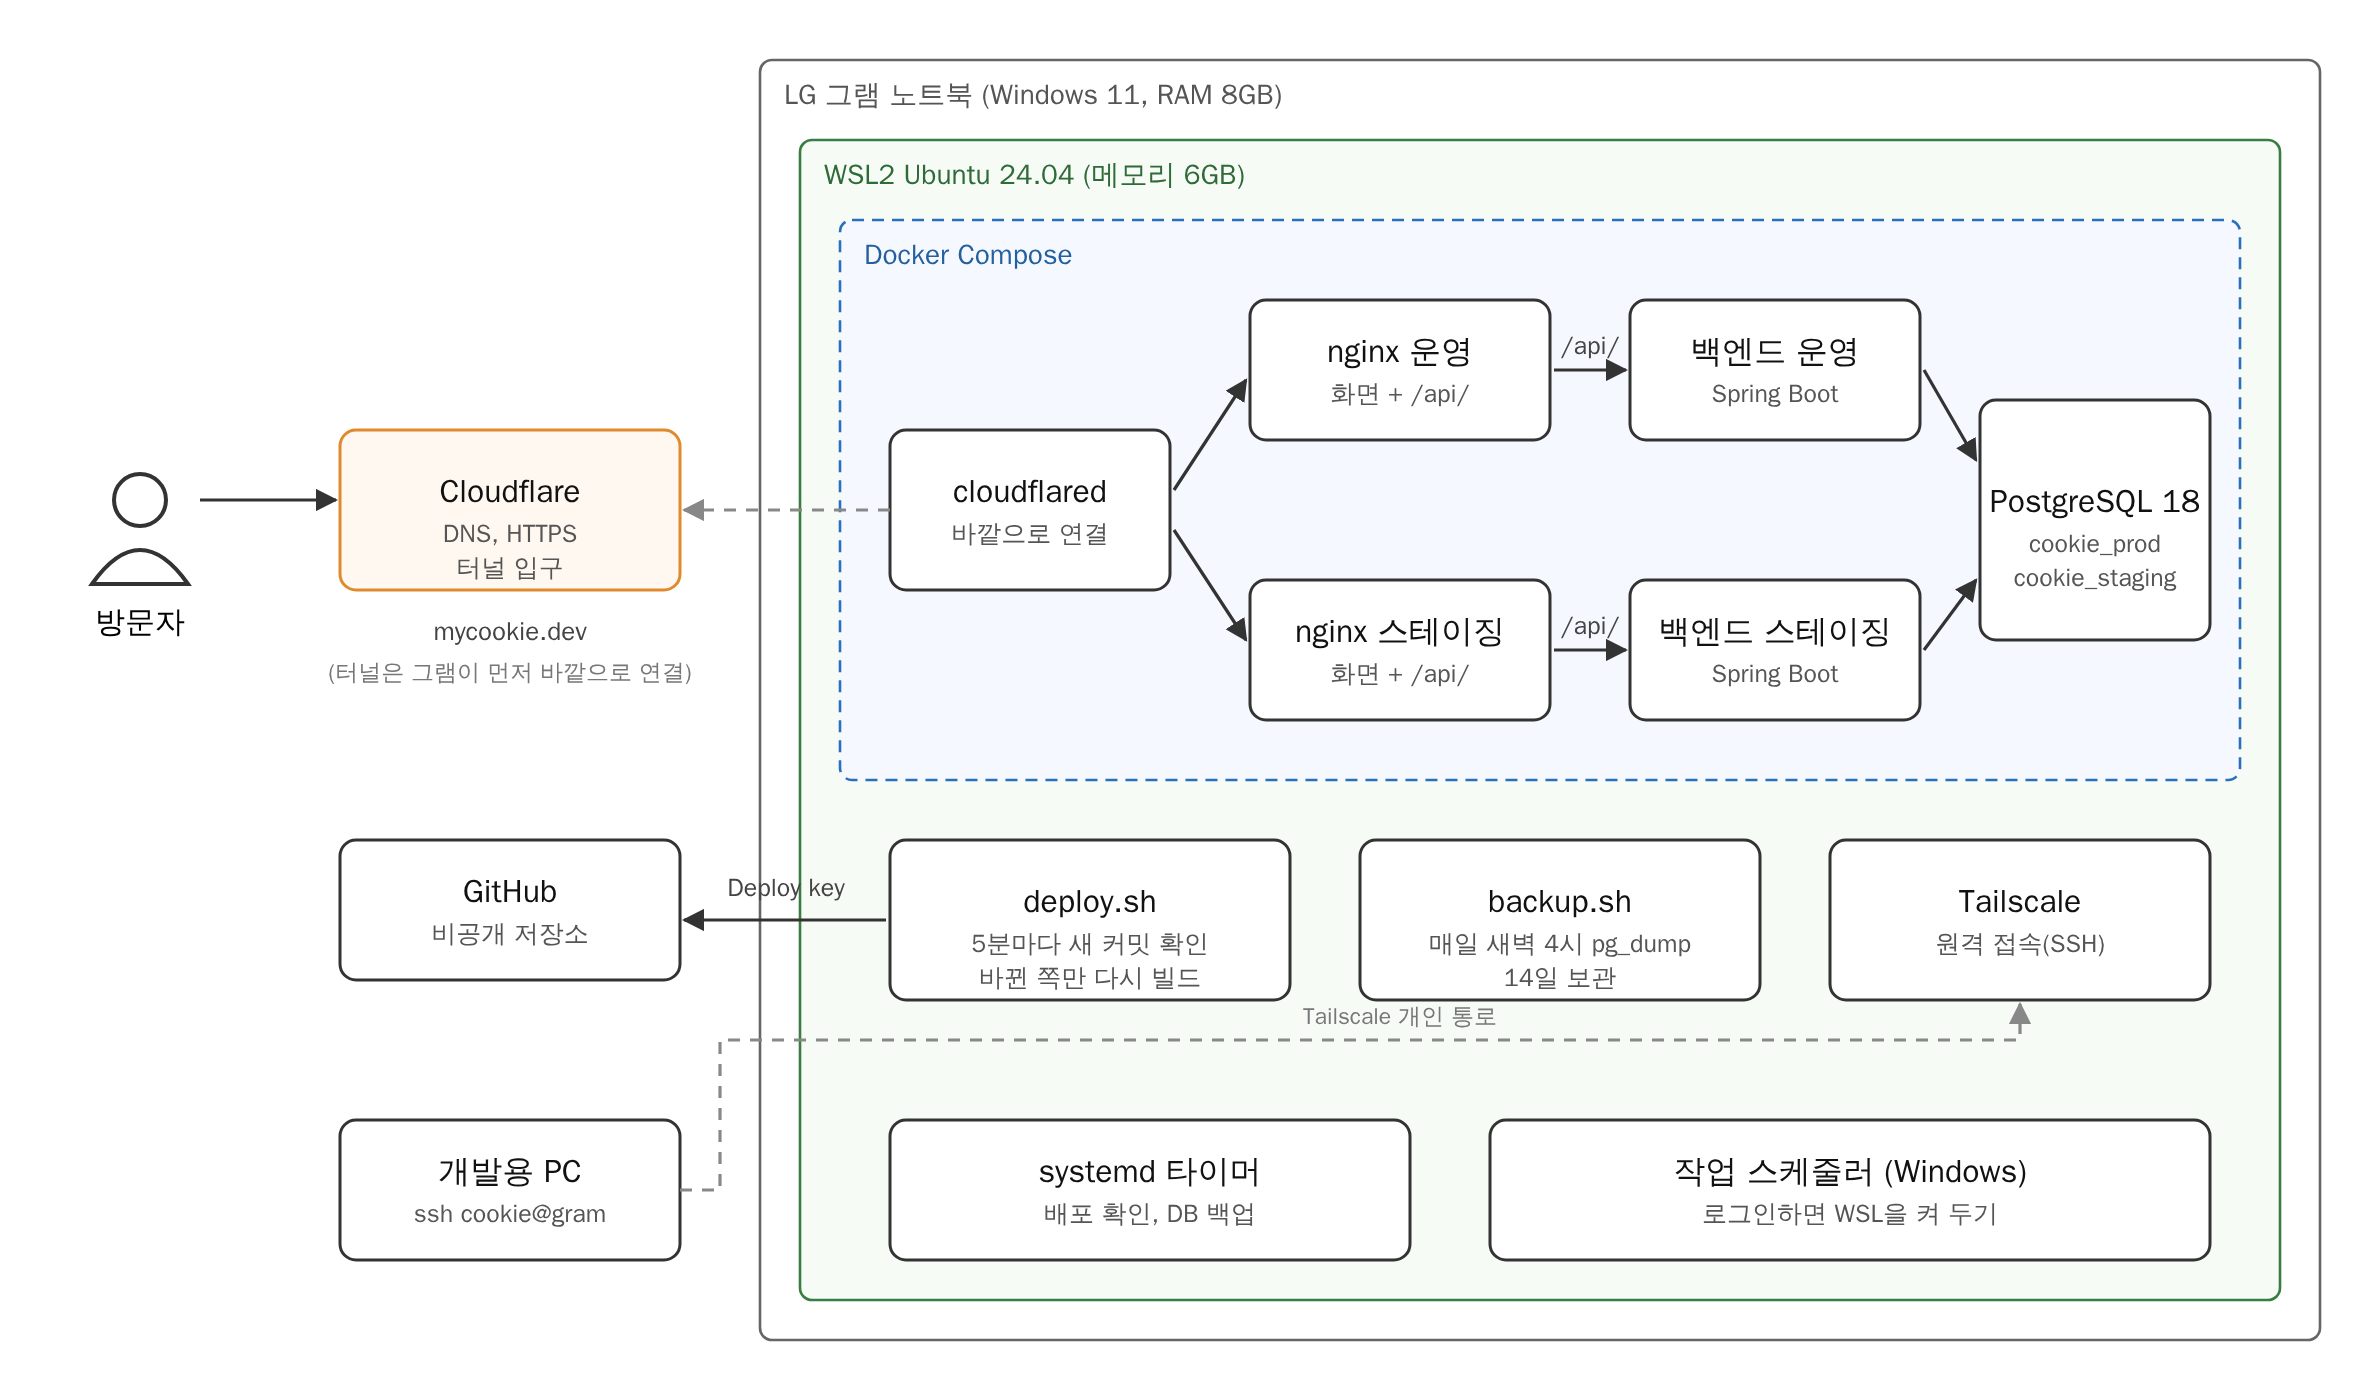 LG 그램 노트북 (Windows 11, RAM 8GB)
WSL2 Ubuntu 24.04 (메모리 6GB)
Docker Compose
nginx 운영
화면 + /api/
/api/
백엔드 운영
Spring Boot
방문자
Cloudflare
DNS, HTTPS
터널 입구
mycookie.dev
(터널은 그램이 먼저 바깥으로 연결)
cloudflared
바깥으로 연결
PostgreSQL 18
cookie_prod
cookie_staging
nginx 스테이징
화면 + /api/
/api/
백엔드 스테이징
Spring Boot
GitHub
비공개 저장소
Deploy key
deploy.sh
5분마다 새 커밋 확인
바뀐 쪽만 다시 빌드
backup.sh
매일 새벽 4시 pg_dump
14일 보관
Tailscale
원격 접속(SSH)
Tailscale 개인 통로
개발용 PC
ssh cookie@gram
systemd 타이머
배포 확인, DB 백업
작업 스케줄러 (Windows)
로그인하면 WSL을 켜 두기